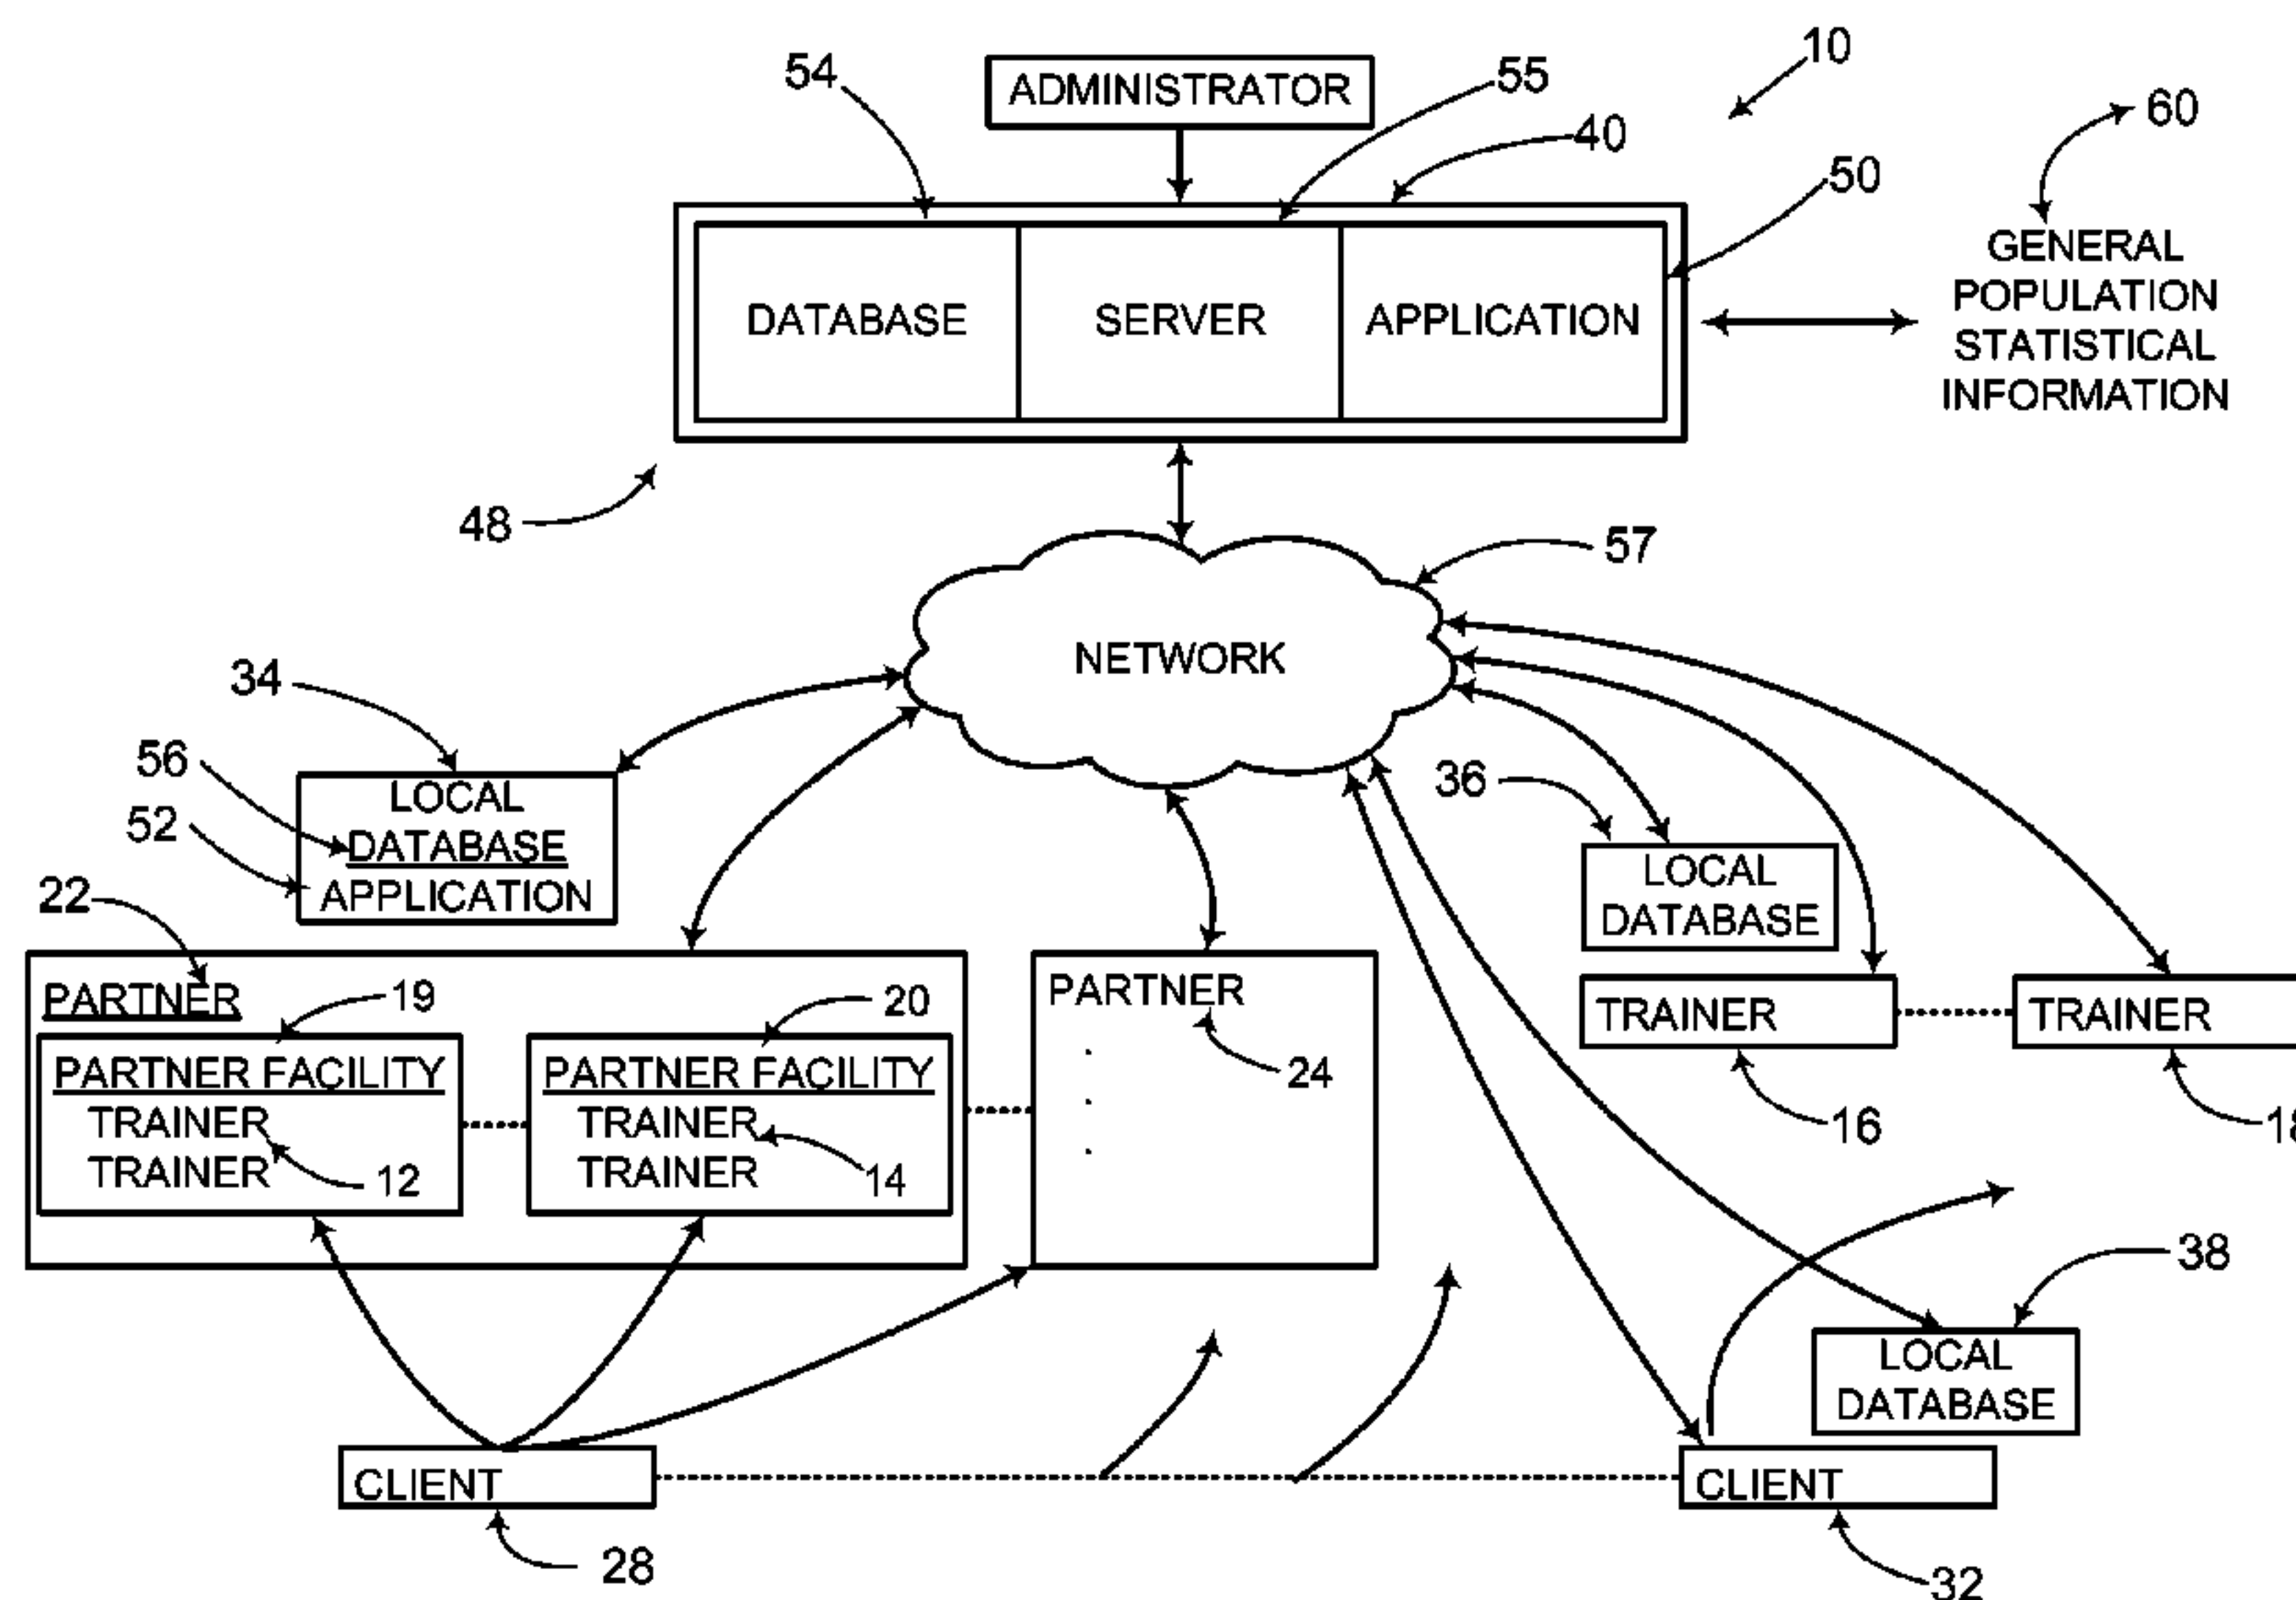 10
54
ADMINISTRATOR
55
60
40
50
DATABASE
SERVER
APPLICATION
GENERAL
POPULATION
STATISTICAL
INFORMATION
48
57
NETWORK
34
56
52
LOCAL
DATABASE
APPLICATION
36
LOCAL
DATABASE
22
PARTNER
19
20
PARTNER
24
PARTNER FACILITY
TRAINER
TRAINER
12
PARTNER FACILITY
TRAINER
TRAINER
14
TRAINER
TRAINER
16
18
38
LOCAL
DATABASE
CLIENT
CLIENT
28
32